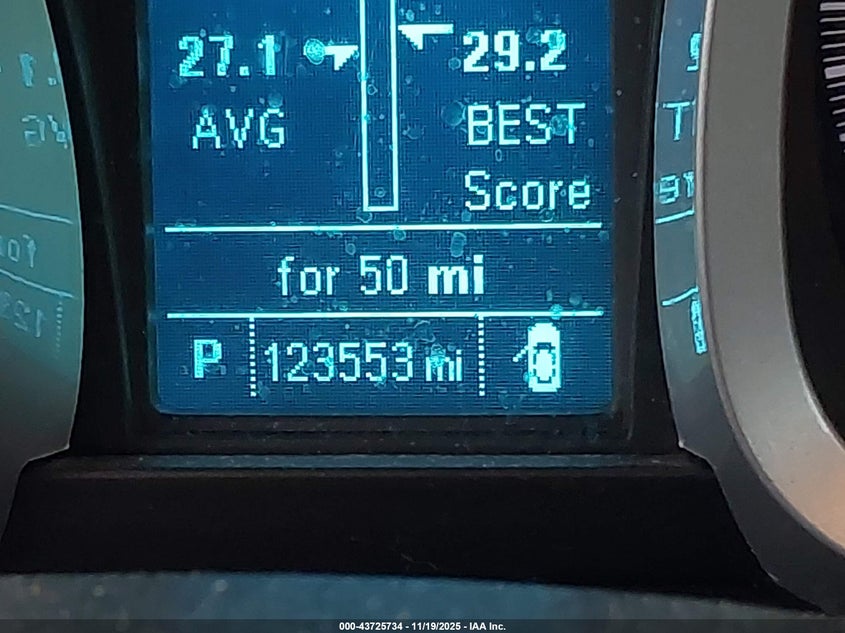 27.1 29.2
AVG BEST
Score
for 50 mi
P 123553 mi
000-43725734 - 11/19/2025 - IAA Inc.